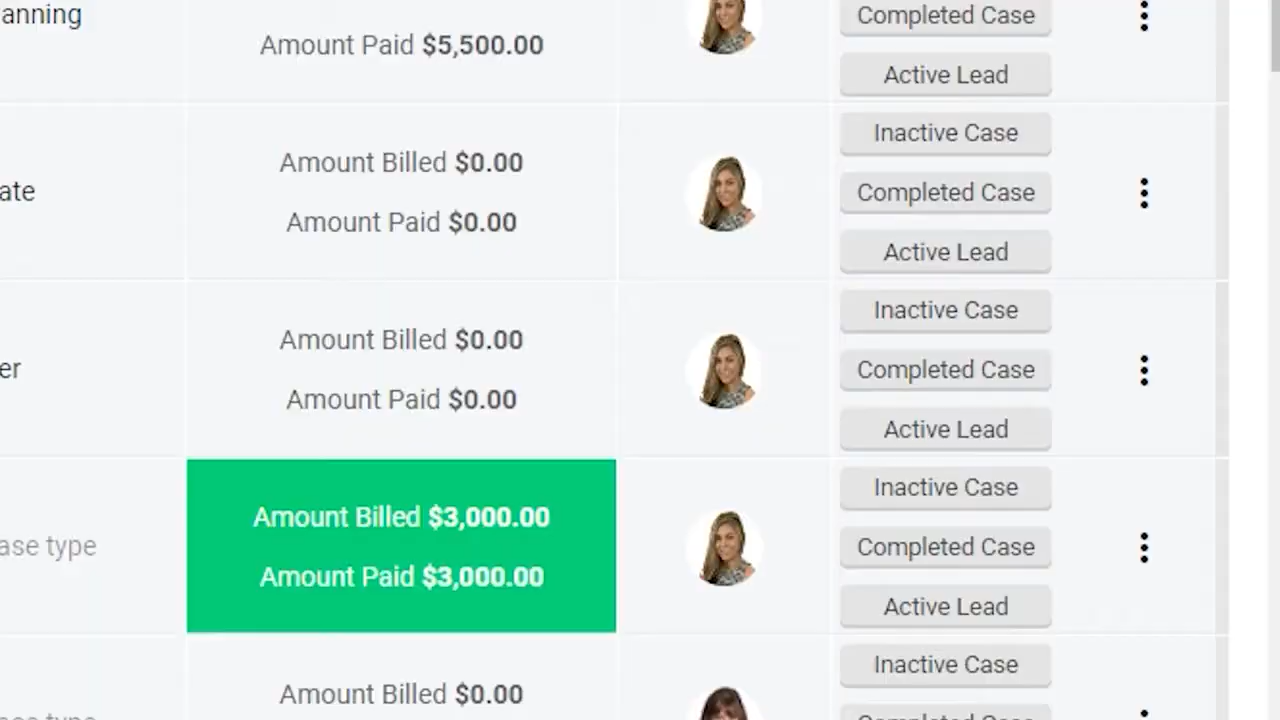 anning
Amount Paid $5,500.00
Completed Case
Active Lead
ate
Amount Billed $0.00
Amount Paid $0.00
Inactive Case
Completed Case
Active Lead
er
Amount Billed $0.00
Amount Paid $0.00
Inactive Case
Completed Case
Active Lead
ase type
Amount Billed $3,000.00
Amount Paid $3,000.00
Inactive Case
Completed Case
Active Lead
Amount Billed $0.00
Inactive Case